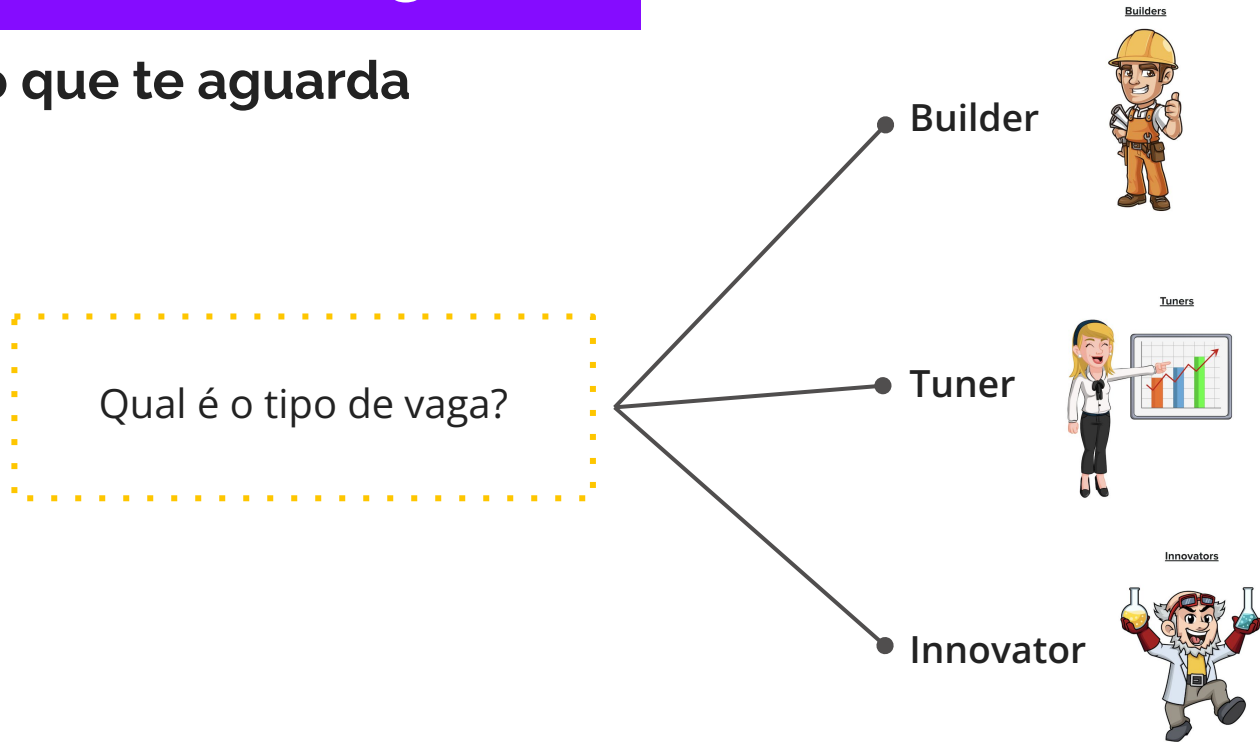 o que te aguarda
Builders
Builder
Tuners
Tuner
Qual é o tipo de vaga?
Innovators
Innovator